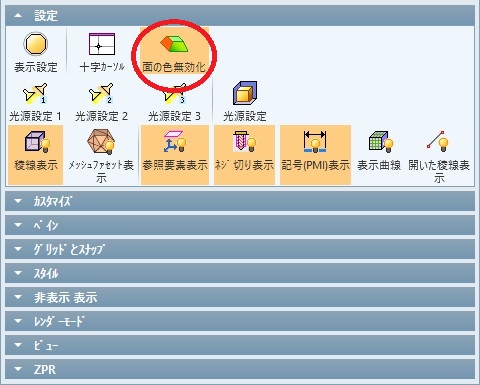 設定
表示設定 十字ｶｰｿﾙ 面の色無効化
1 2 3
光源設定 1 光源設定 2 光源設定 3 光源設定
稜線表示 ﾒｯｼｭﾌｧｾｯﾄ表示 参照要素表示 ﾈｼﾞ切り表示 記号(PMI)表示 表示曲線 開いた稜線表示
ｶｽﾀﾏｲｽﾞ
ﾍﾟｲﾝ
ｸﾞﾘｯﾄﾞとｽﾅｯﾌﾟ
ｽﾀｲﾙ
非表示 表示
ﾚﾝﾀﾞｰﾓｰﾄﾞ
ﾋﾞｭｰ
ZPR